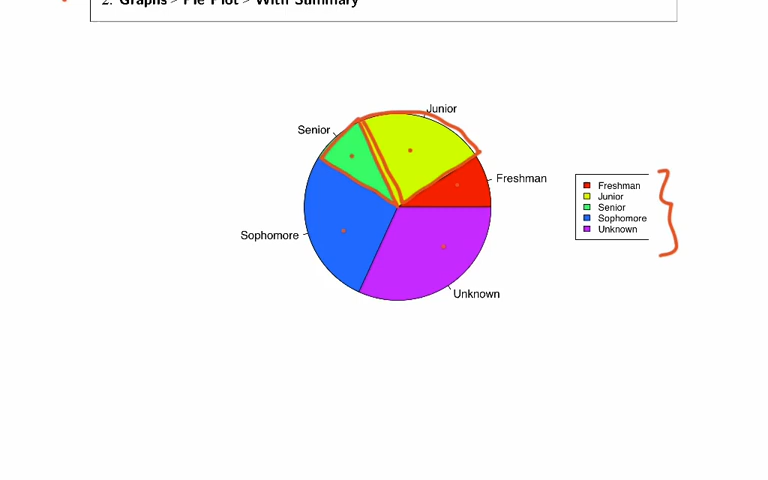 2. Graphs > Pie Plot > With Summary
Junior
Senior
Freshman
Sophomore
Unknown
Freshman
Junior
Senior
Sophomore
Unknown